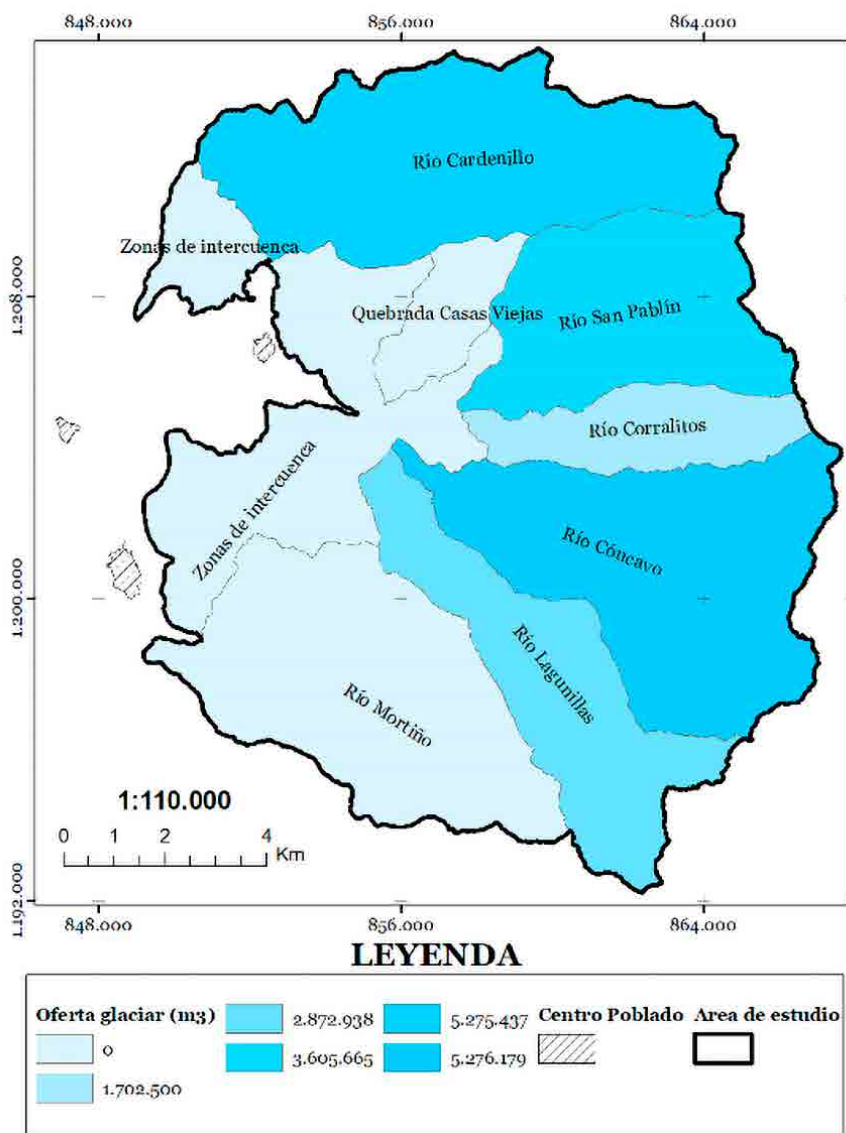 848.000 856.000 864.000
Río Cardenillo
Zonas de intercuenca
1.208.000
Quebrada Casas Viejas
Río San Pablín
Río Corralitos
Zonas de intercuenca
Río Cóncavo
1.200.000
Río Lagunillas
Río Mortiño
1:110.000
0 1 2 4
Km
1.192.000
848.000 856.000 864.000
LEYENDA
Oferta glaciar (m3)
0
1.702.500
2.872.938
3.605.665
5.275.437
5.276.179
Centro Poblado
Area de estudio